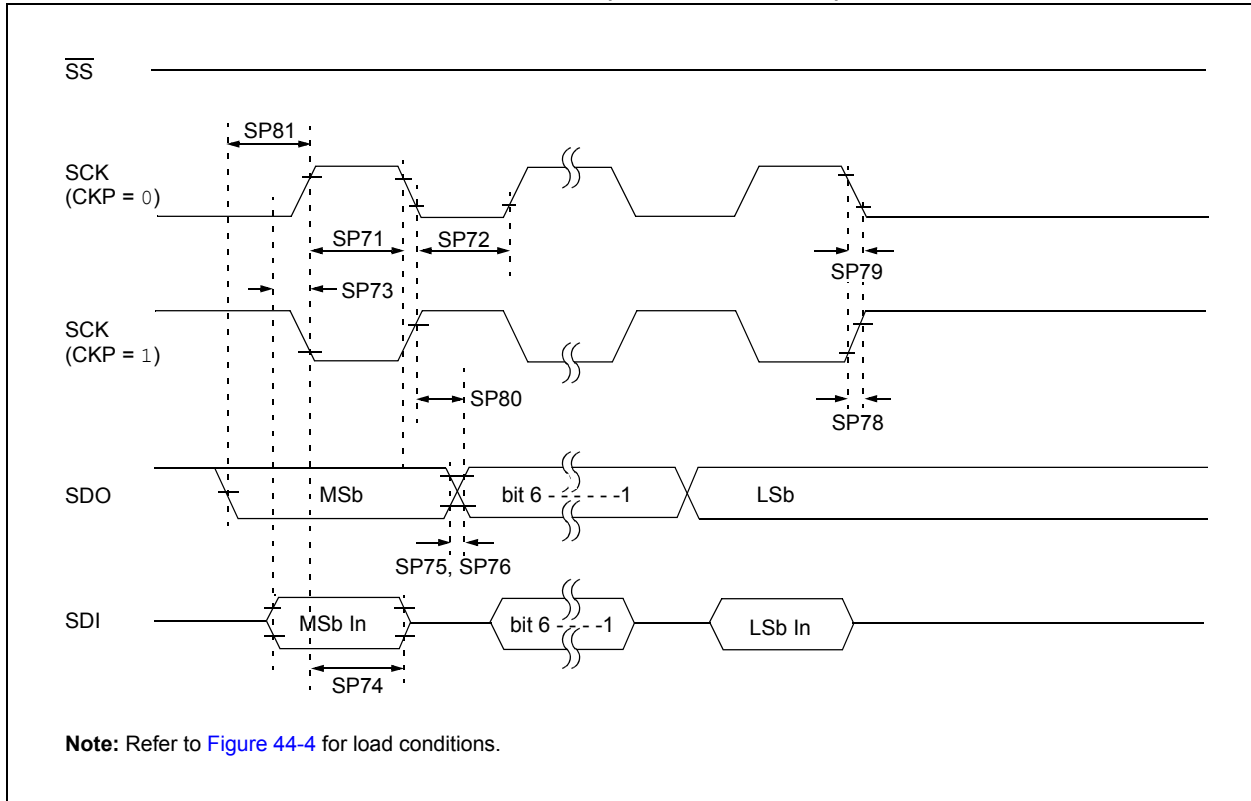 SS
SP81
SCK
(CKP = 0)
SP71
SP72
SP79
SP73
SCK
(CKP = 1)
SP80
SP78
SDO
MSb
bit 6 - - - - - -1
LSb
SP75, SP76
SDI
MSb In
bit 6 - - - -1
LSb In
SP74
Note: Refer to Figure 44-4 for load conditions.